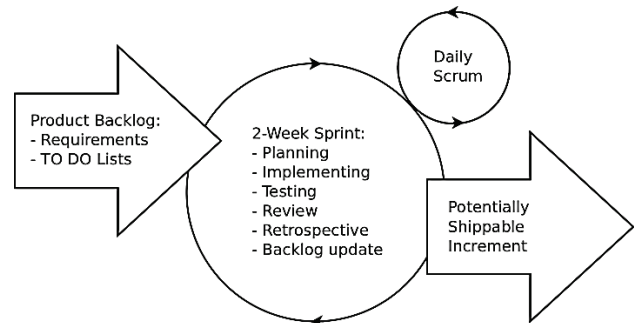 Product Backlog:
- Requirements
- TO DO Lists
2-Week Sprint:
- Planning
- Implementing
- Testing
- Review
- Retrospective
- Backlog update
Daily
Scrum
Potentially
Shippable
Increment